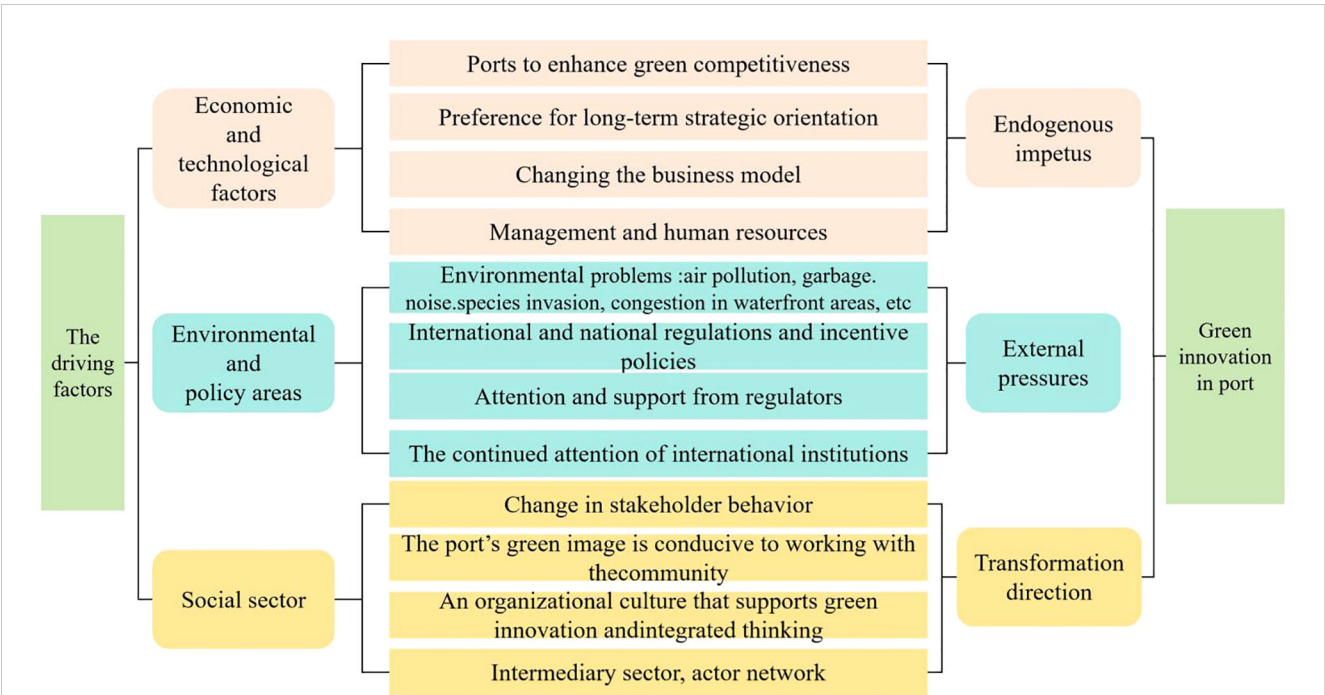 The
driving
factors
Economic
and
technological
factors
Environmental
and
policy areas
Social sector
Ports to enhance green competitiveness
Preference for long-term strategic orientation
Changing the business model
Management and human resources
Environmental problems :air pollution, garbage.
noise.species invasion, congestion in waterfront areas, etc
International and national regulations and incentive
policies
Attention and support from regulators
The continued attention of international institutions
Change in stakeholder behavior
The port's green image is conducive to working with
thecommunity
An organizational culture that supports green
innovation andintegrated thinking
Intermediary sector, actor network
Endogenous
impetus
External
pressures
Transformation
direction
Green
innovation
in port